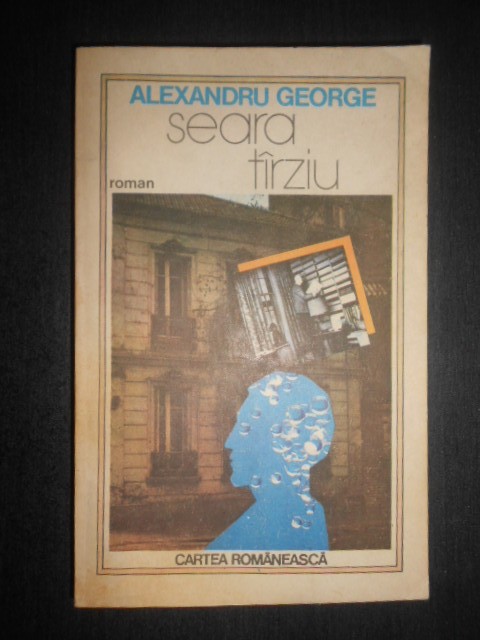 ALEXANDRU GEORGE
seara
tîrziu
roman
CARTEA ROMÂNEASCĂ